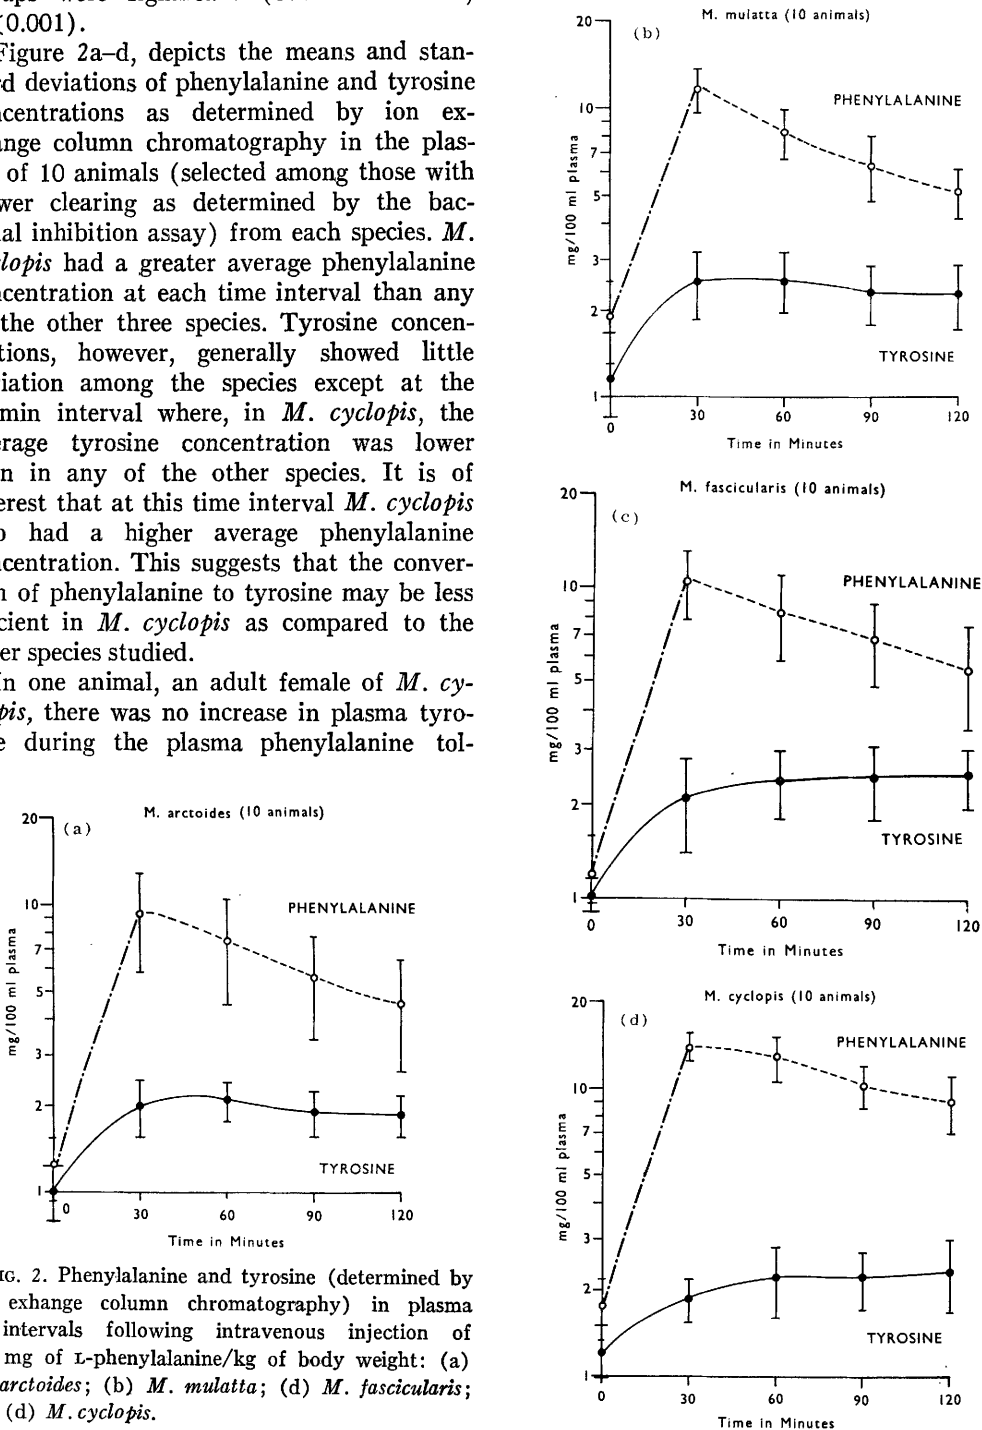 (0.001).
Figure 2a–d, depicts the means and stan-
d deviations of phenylalanine and tyrosine
centrations as determined by ion ex-
ange column chromatography in the plas-
of 10 animals (selected among those with
wer clearing as determined by the bac-
al inhibition assay) from each species. M.
lopis had a greater average phenylalanine
centration at each time interval than any
the other three species. Tyrosine concen-
tions, however, generally showed little
iation among the species except at the
min interval where, in M. cyclopis, the
rage tyrosine concentration was lower
n in any of the other species. It is of
erest that at this time interval M. cyclopis
o had a higher average phenylalanine
centration. This suggests that the conver-
n of phenylalanine to tyrosine may be less
cient in M. cyclopis as compared to the
er species studied.
In one animal, an adult female of M. cy-
pis, there was no increase in plasma tyro-
e during the plasma phenylalanine tol-
M. arctoides (10 animals)
(a)
20
10
7
5
3
2
1
mg/100 ml plasma
PHENYLALANINE
TYROSINE
0 30 60 90 120
Time in Minutes
IG. 2. Phenylalanine and tyrosine (determined by
exhange column chromatography) in plasma
intervals following intravenous injection of
mg of L-phenylalanine/kg of body weight: (a)
arctoides; (b) M. mulatta; (d) M. fascicularis;
(d) M. cyclopis.
M. mulatta (10 animals)
(b)
20
10
7
5
3
2
1
mg/100 ml plasma
PHENYLALANINE
TYROSINE
0 30 60 90 120
Time in Minutes
M. fascicularis (10 animals)
(c)
20
10
7
5
3
2
1
mg/100 ml plasma
PHENYLALANINE
TYROSINE
0 30 60 90 120
Time in Minutes
M. cyclopis (10 animals)
(d)
20
10
7
5
3
2
1
mg/100 ml plasma
PHENYLALANINE
TYROSINE
0 30 60 90 120
Time in Minutes